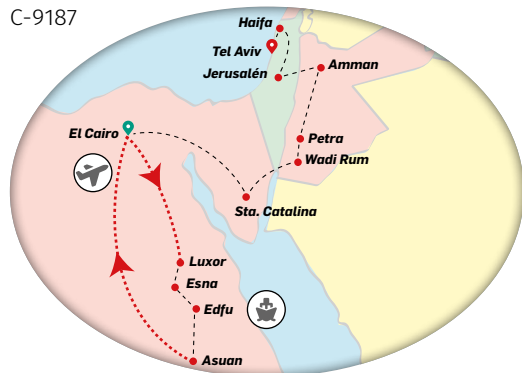 C-9187
Haifa
Tel Aviv
Jerusalén
Amman
El Cairo
Petra
Wadi Rum
Sta. Catalina
Luxor
Esna
Edfu
Asuan